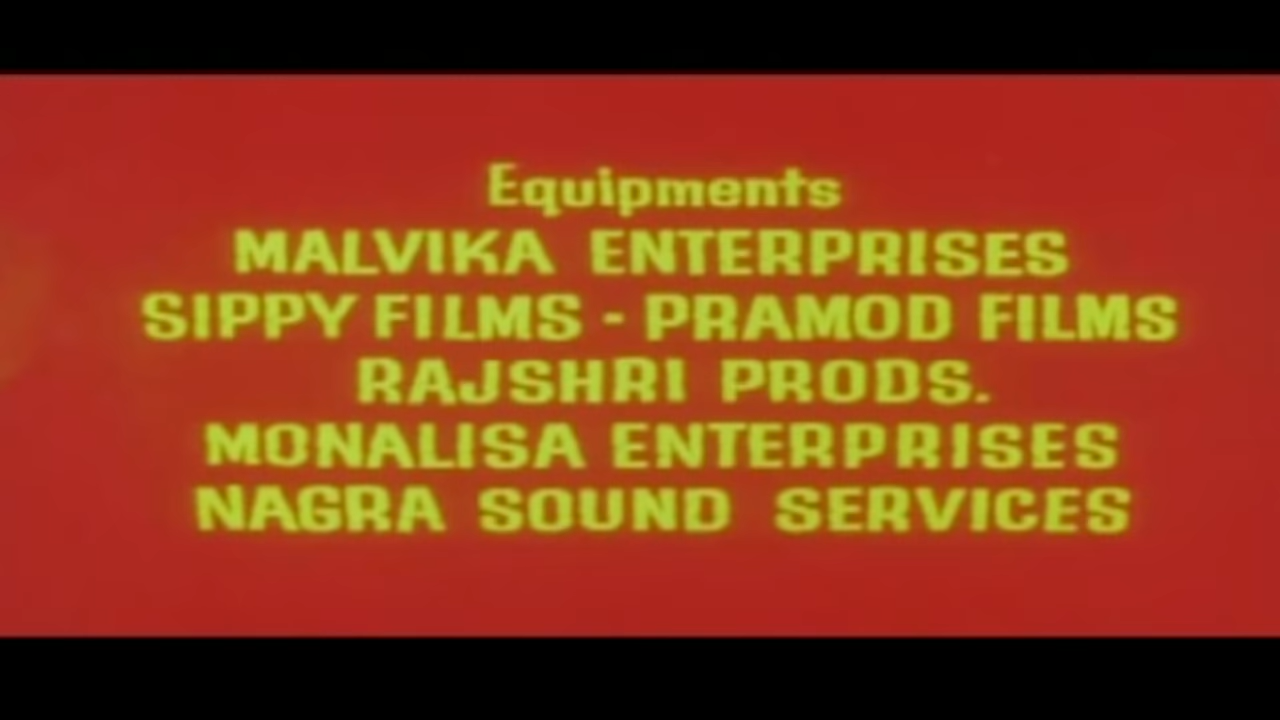 Equipments
MALVIKA ENTERPRISES
SIPPY FILMS - PRAMOD FILMS
RAJSHRI PRODS.
MONALISA ENTERPRISES
NAGRA SOUND SERVICES